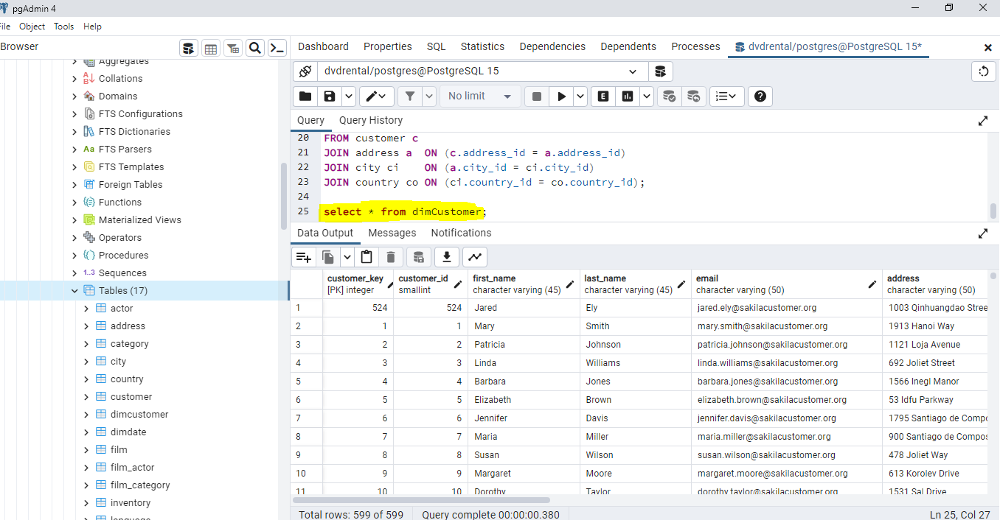 pgAdmin 4
File Object Tools Help
Browser
Dashboard Properties SQL Statistics Dependencies Dependents Processes dvdrental/postgres@PostgreSQL 15*
dvdrental/postgres@PostgreSQL 15
No limit
E
Query Query History
20 FROM customer c
21 JOIN address a ON (c.address_id = a.address_id)
22 JOIN city ci ON (a.city_id = ci.city_id)
23 JOIN country co ON (ci.country_id = co.country_id);
24
25 select * from dimCustomer;
Data Output Messages Notifications
customer_key [PK] integer
customer_id smallint
first_name character varying (45)
last_name character varying (45)
email character varying (50)
address character varying (50)
1 524 524 Jared Ely jared.ely@sakilacustomer.org 1003 Qinhuangdao Stree
2 1 1 Mary Smith mary.smith@sakilacustomer.org 1913 Hanoi Way
3 2 2 Patricia Johnson patricia.johnson@sakilacustomer.org 1121 Loja Avenue
4 3 3 Linda Williams linda.williams@sakilacustomer.org 692 Joliet Street
5 4 4 Barbara Jones barbara.jones@sakilacustomer.org 1566 Inegl Manor
6 5 5 Elizabeth Brown elizabeth.brown@sakilacustomer.org 53 Idfu Parkway
7 6 6 Jennifer Davis jennifer.davis@sakilacustomer.org 1795 Santiago de Compo
8 7 7 Maria Miller maria.miller@sakilacustomer.org 900 Santiago de Compos
9 8 8 Susan Wilson susan.wilson@sakilacustomer.org 478 Joliet Way
10 9 9 Margaret Moore margaret.moore@sakilacustomer.org 613 Korolev Drive
11 10 10 Dorothy Taylor dorothy.taylor@sakilacustomer.org 1531 Sal Drive
Total rows: 599 of 599 Query complete 00:00:00.380 Ln 25, Col 27
Aggregates
Collations
Domains
FTS Configurations
FTS Dictionaries
Aa FTS Parsers
FTS Templates
Foreign Tables
Functions
Materialized Views
Operators
Procedures
1..3 Sequences
Tables (17)
actor
address
category
city
country
customer
dimcustomer
dimdate
film
film_actor
film_category
inventory
language